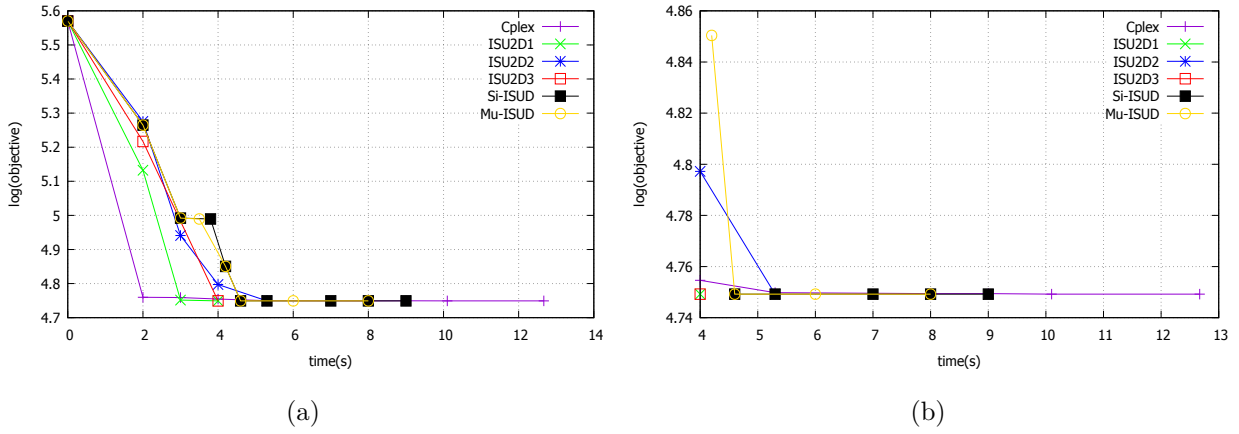 5.6
5.5
5.4
5.3
5.2
5.1
5
4.9
4.8
4.7
0
2
4
6
8
10
12
14
log(objective)
time(s)
Cplex
ISU2D1
ISU2D2
ISU2D3
Si-ISUD
Mu-ISUD
(a)
4.86
4.84
4.82
4.8
4.78
4.76
4.74
4
5
6
7
8
9
10
11
12
13
log(objective)
time(s)
Cplex
ISU2D1
ISU2D2
ISU2D3
Si-ISUD
Mu-ISUD
(b)